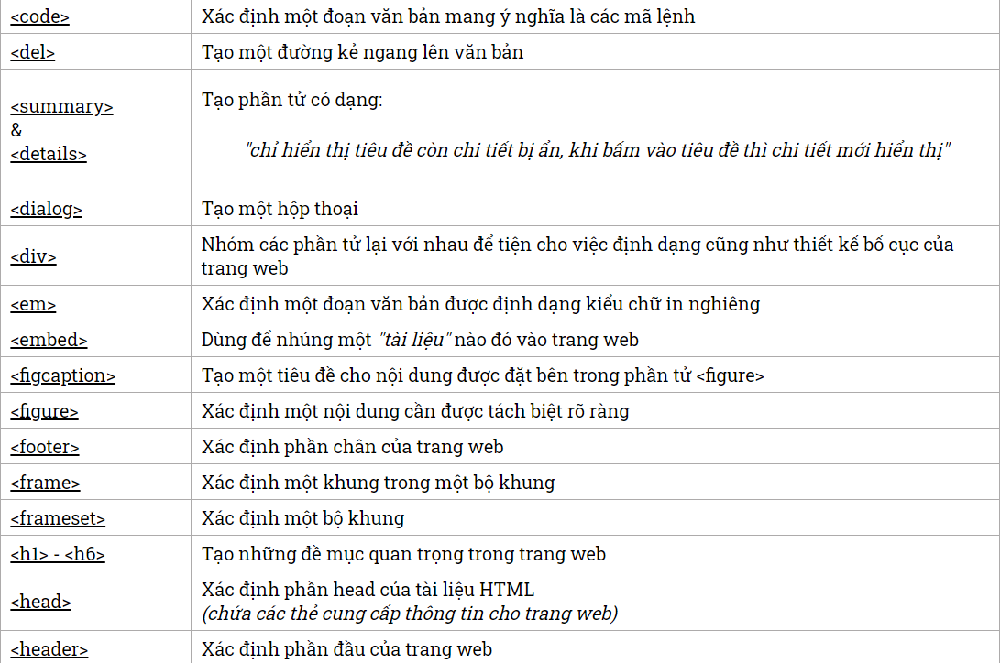 <code> Xác định một đoạn văn bản mang ý nghĩa là các mã lệnh
<del> Tạo một đường kẻ ngang lên văn bản
<summary>
&
<details>
Tạo phần tử có dạng:
"chỉ hiển thị tiêu đề còn chi tiết bị ẩn, khi bấm vào tiêu đề thì chi tiết mới hiển thị"
<dialog> Tạo một hộp thoại
<div> Nhóm các phần tử lại với nhau để tiện cho việc định dạng cũng như thiết kế bố cục của
trang web
<em> Xác định một đoạn văn bản được định dạng kiểu chữ in nghiêng
<embed> Dùng để nhúng một "tài liệu" nào đó vào trang web
<figcaption> Tạo một tiêu đề cho nội dung được đặt bên trong phần tử <figure>
<figure> Xác định một nội dung cần được tách biệt rõ ràng
<footer> Xác định phần chân của trang web
<frame> Xác định một khung trong một bộ khung
<frameset> Xác định một bộ khung
<h1> - <h6> Tạo những đề mục quan trọng trong trang web
<head> Xác định phần head của tài liệu HTML
(chứa các thẻ cung cấp thông tin cho trang web)
<header> Xác định phần đầu của trang web